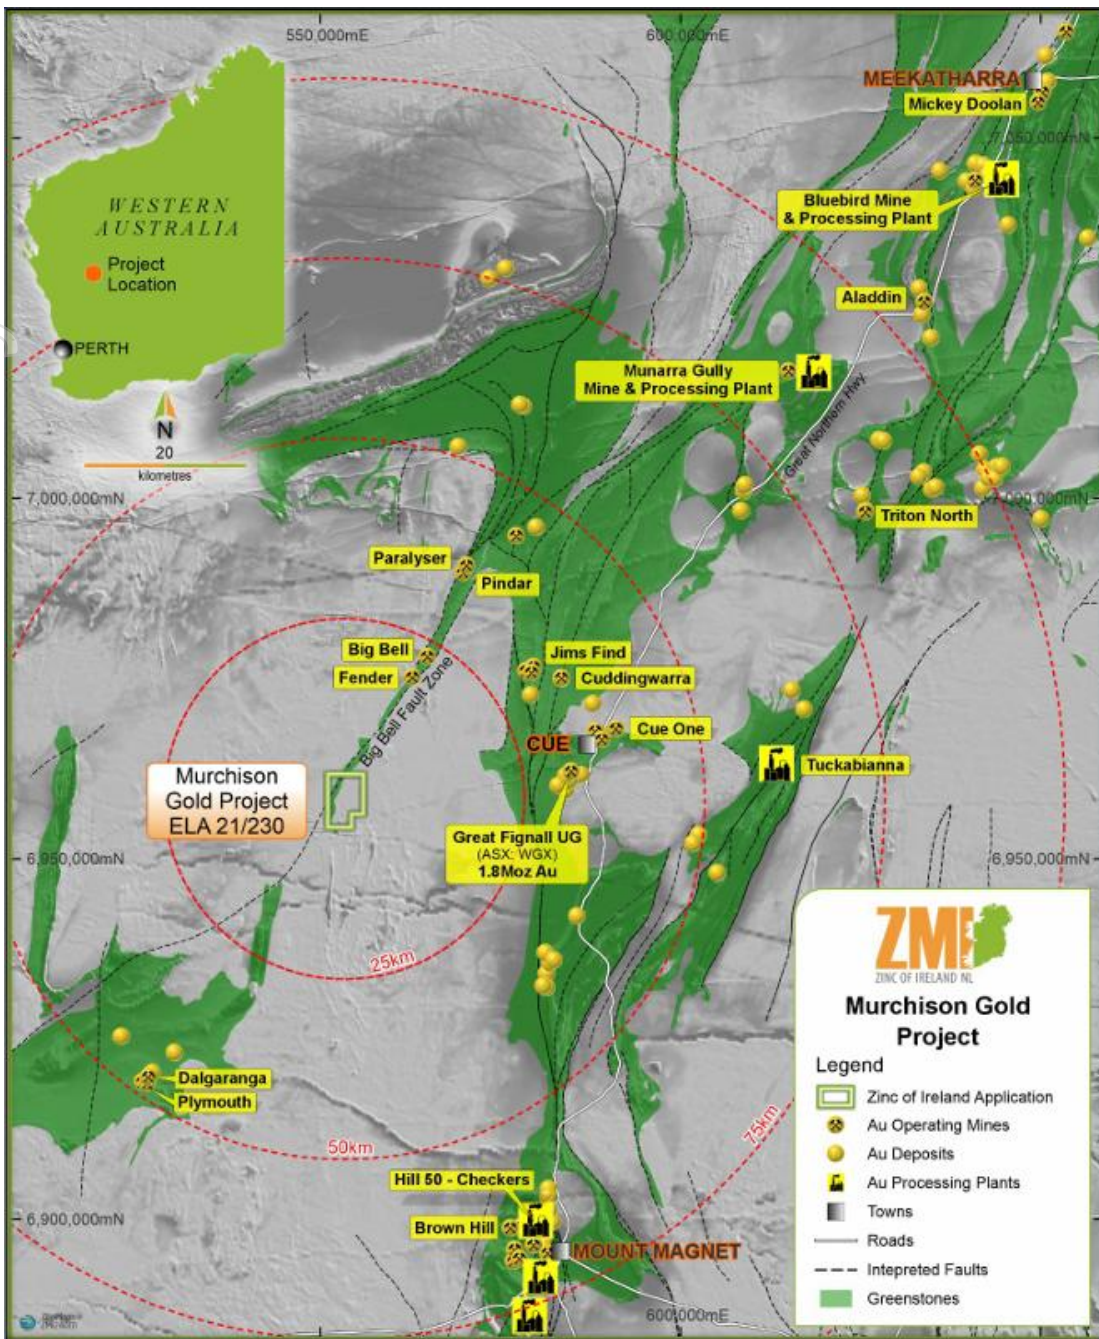 550,000mE
600,000mE
MEEKATHARRA
Mickey Doolan
7,050,000mN
Bluebird Mine
& Processing Plant
WESTERN
AUSTRALIA
Project
Location
PERTH
Aladdin
Munarra Gully
Mine & Processing Plant
Great Northern Hwy
N
20
kilometres
7,000,000mN
7,000,000mN
Triton North
Paralyser
Pindar
Big Bell
Fender
Big Bell Fault Zone
Jims Find
Cuddingwarra
Cue One
CUE
Tuckabianna
Murchison
Gold Project
ELA 21/230
Great Fignall UG
(ASX: WGX)
1.8Moz Au
6,950,000mN
6,950,000mN
25km
Dalgaranga
Plymouth
50km
75km
Hill 50 - Checkers
Brown Hill
MOUNT MAGNET
6,900,000mN
600,000mE
ZMI
ZINC OF IRELAND NL
Murchison Gold
Project
Legend
Zinc of Ireland Application
Au Operating Mines
Au Deposits
Au Processing Plants
Towns
Roads
Intepreted Faults
Greenstones